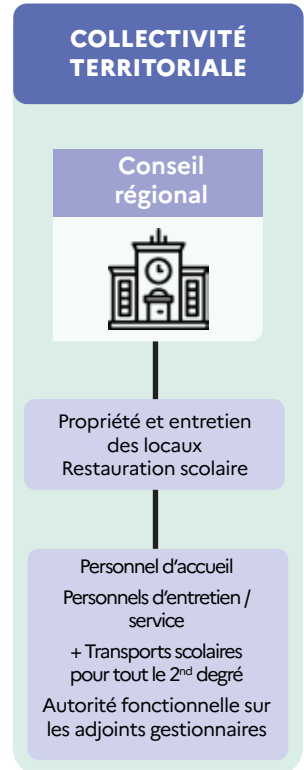 COLLECTIVITÉ
TERRITORIALE
Conseil
régional
Propriété et entretien
des locaux
Restauration scolaire
Personnel d’accueil
Personnels d’entretien /
service
+ Transports scolaires
pour tout le 2nd degré
Autorité fonctionnelle sur
les adjoints gestionnaires